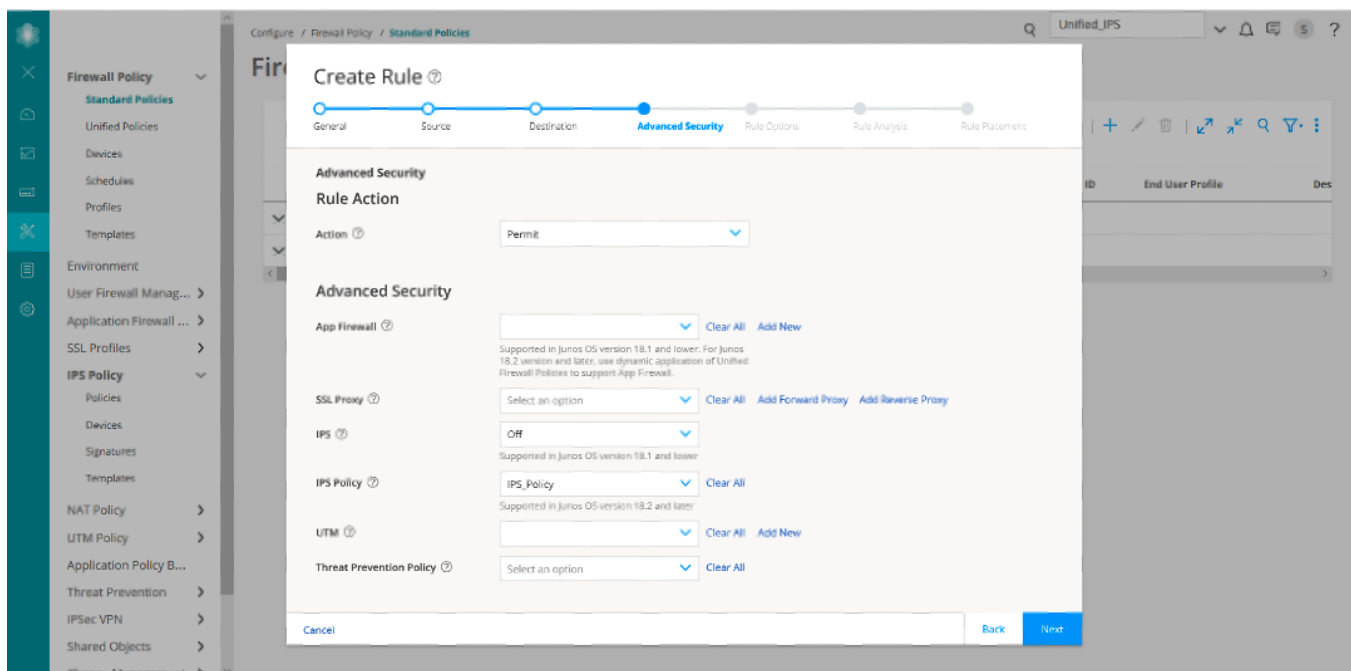 Unified_IPS
S
?
Configure / Firewall Policy / Standard Policies
Fire
Firewall Policy
Standard Policies
Unified Policies
Devices
Schedules
Profiles
Templates
Environment
User Firewall Manag...
Application Firewall ...
SSL Profiles
IPS Policy
Policies
Devices
Signatures
Templates
NAT Policy
UTM Policy
Application Policy B...
Threat Prevention
IPSec VPN
Shared Objects
ID
End User Profile
Des
Create Rule ?
General
Source
Destination
Advanced Security
Rule Options
Rule Analysis
Rule Placement
Advanced Security
Rule Action
Action ? Permit
Advanced Security
App Firewall ? Clear All Add New
Supported in Junos OS version 18.1 and lower. For Junos
18.2 version and later, use dynamic application of Unified
Firewall Policies to support App Firewall.
SSL Proxy ? Select an option Clear All Add Forward Proxy Add Reverse Proxy
IPS ? Off
Supported in Junos OS version 18.1 and lower
IPS Policy ? IPS_Policy Clear All
Supported in Junos OS version 18.2 and later
UTM ? Clear All Add New
Threat Prevention Policy ? Select an option Clear All
Cancel
Back
Next